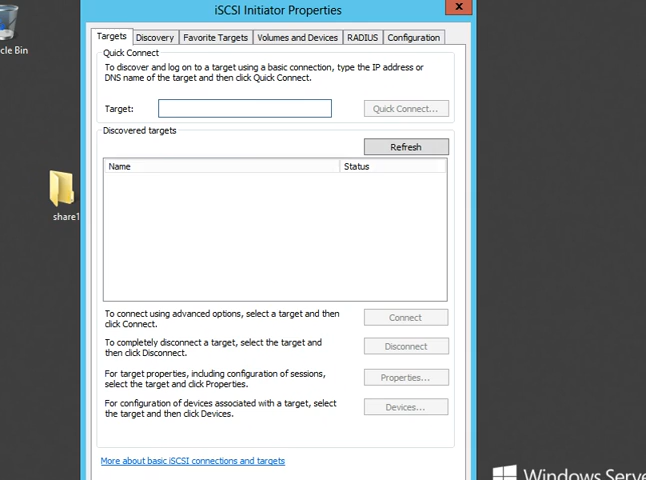 iSCSI Initiator Properties
x
cle Bin
Targets Discovery Favorite Targets Volumes and Devices RADIUS Configuration
Quick Connect
To discover and log on to a target using a basic connection, type the IP address or
DNS name of the target and then click Quick Connect.
Target:
Quick Connect...
Discovered targets
Refresh
Name Status
share1
To connect using advanced options, select a target and then
click Connect.
Connect
To completely disconnect a target, select the target and
then click Disconnect.
Disconnect
For target properties, including configuration of sessions,
select the target and click Properties.
Properties...
For configuration of devices associated with a target, select
the target and then click Devices.
Devices...
More about basic iSCSI connections and targets
Windows Serve